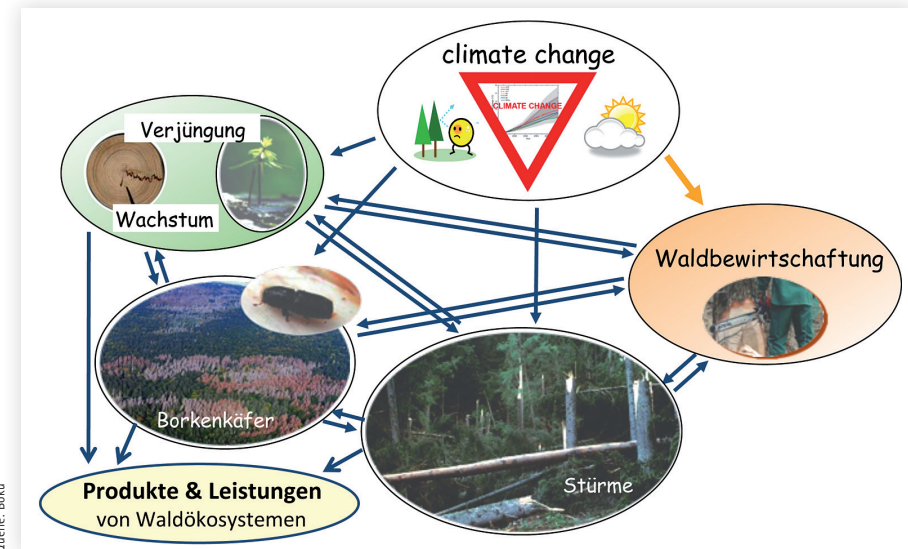 climate change
CLIMATE CHANGE
Verjüngung
Wachstum
Waldbewirtschaftung
Borkenkäfer
Stürme
Produkte & Leistungen
von Waldökosystemen